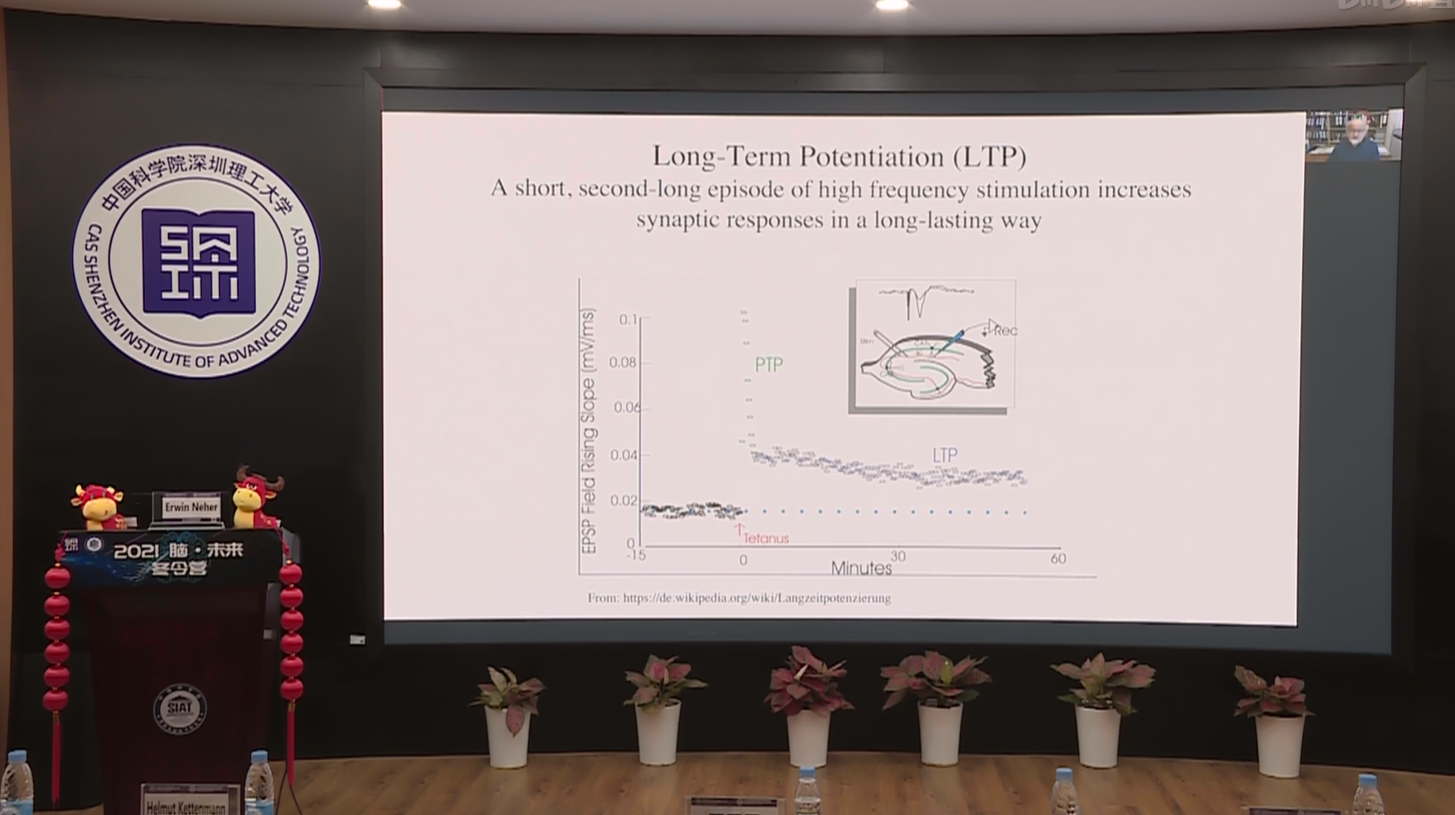 中国科学院深圳理工大学
CAS SHENZHEN INSTITUTE OF ADVANCED TECHNOLOGY
Long-Term Potentiation (LTP)
A short, second-long episode of high frequency stimulation increases
synaptic responses in a long-lasting way
EPSP Field Rising Slope (mV/ms)
0.1
0.08
0.06
0.04
0.02
0
-15
0
30
60
Minutes
PTP
LTP
Tetanus
Rec
From: https://de.wikipedia.org/wiki/Langzeitpotenzierung
Erwin Neher
2021 脑·未来
冬令营
SIAT
Helmut Kettenmann